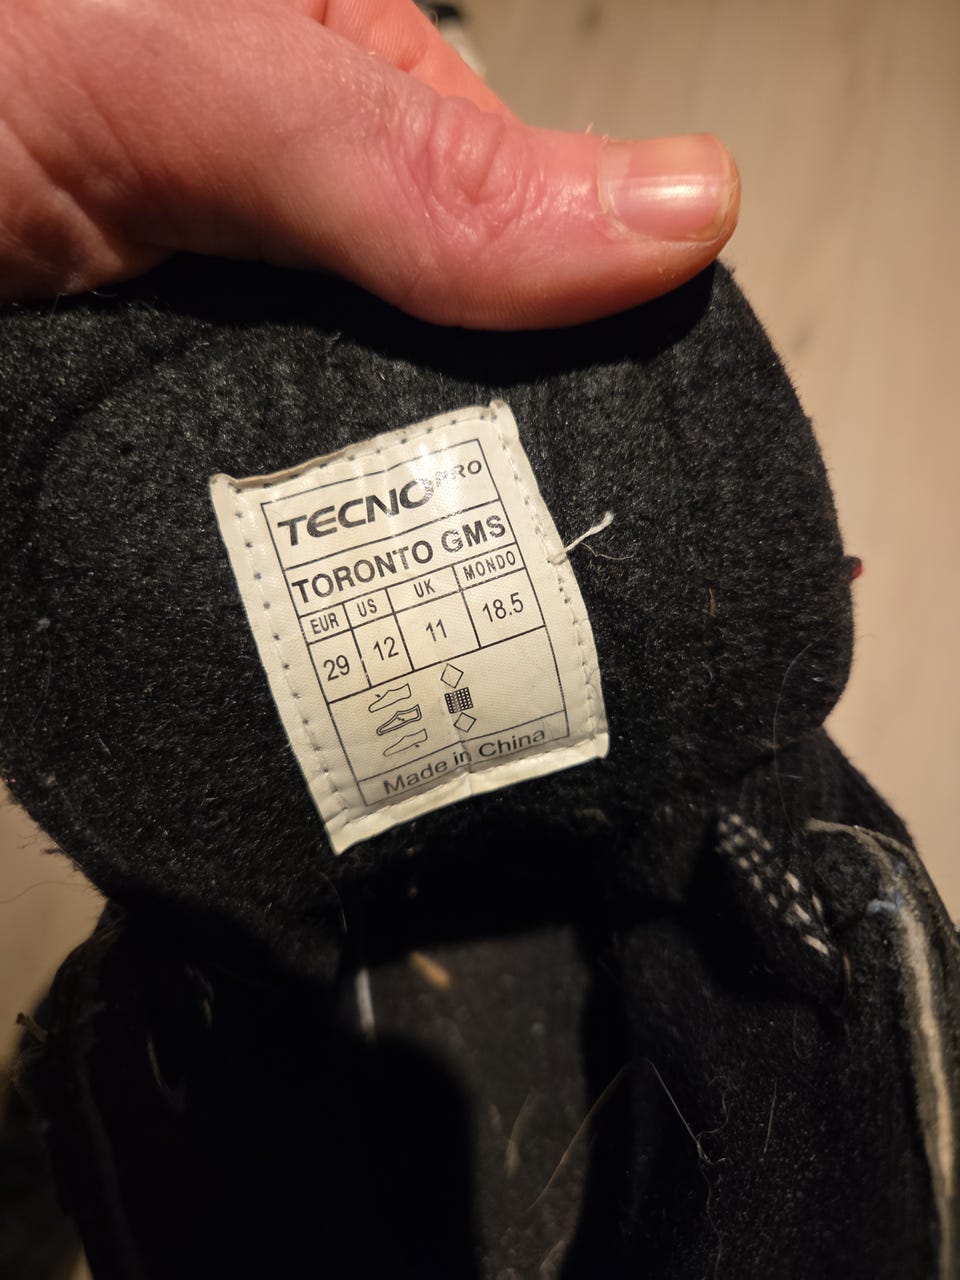 TECNOPRO
TORONTO GMS
EUR US UK MONDO
29 12 11 18.5
Made in China